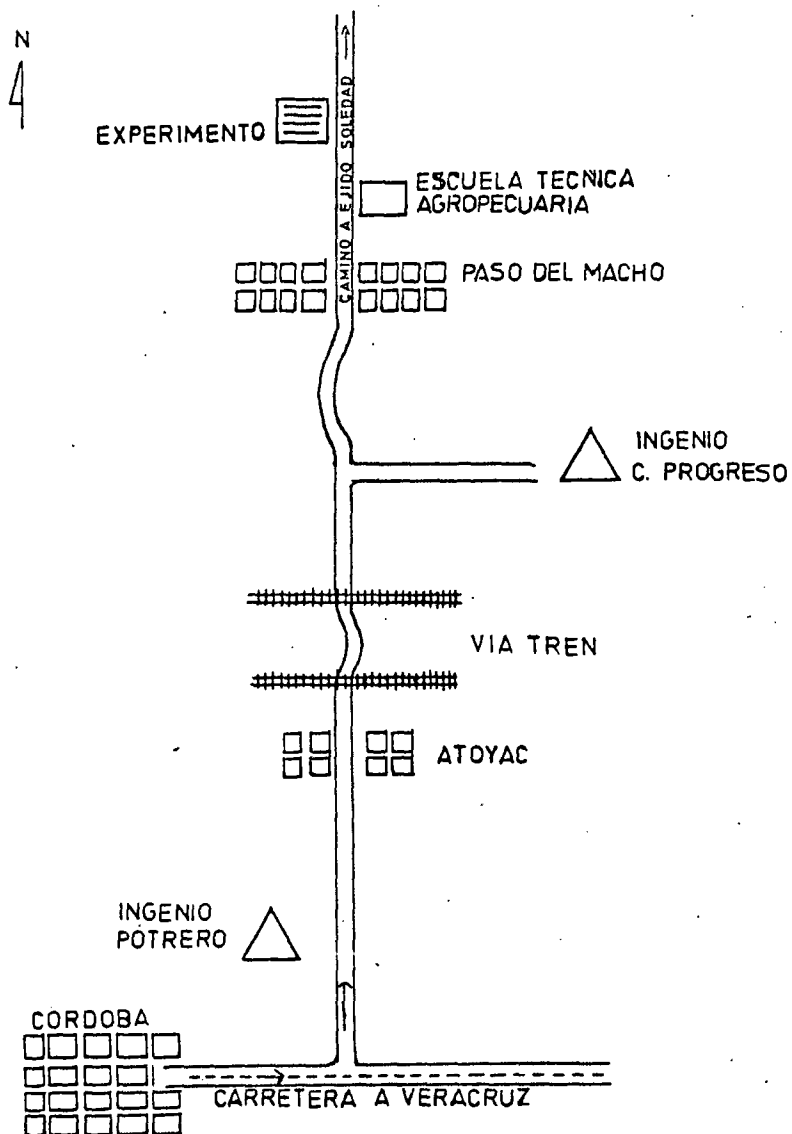 N
EXPERIMENTO
CAMINO A EJIDO SOLEDAD
ESCUELA TECNICA
AGROPECUARIA
PASO DEL MACHO
INGENIO
C. PROGRESO
VIA TREN
ATOYAC
INGENIO
POTRERO
CORDOBA
CARRETERA A VERACRUZ